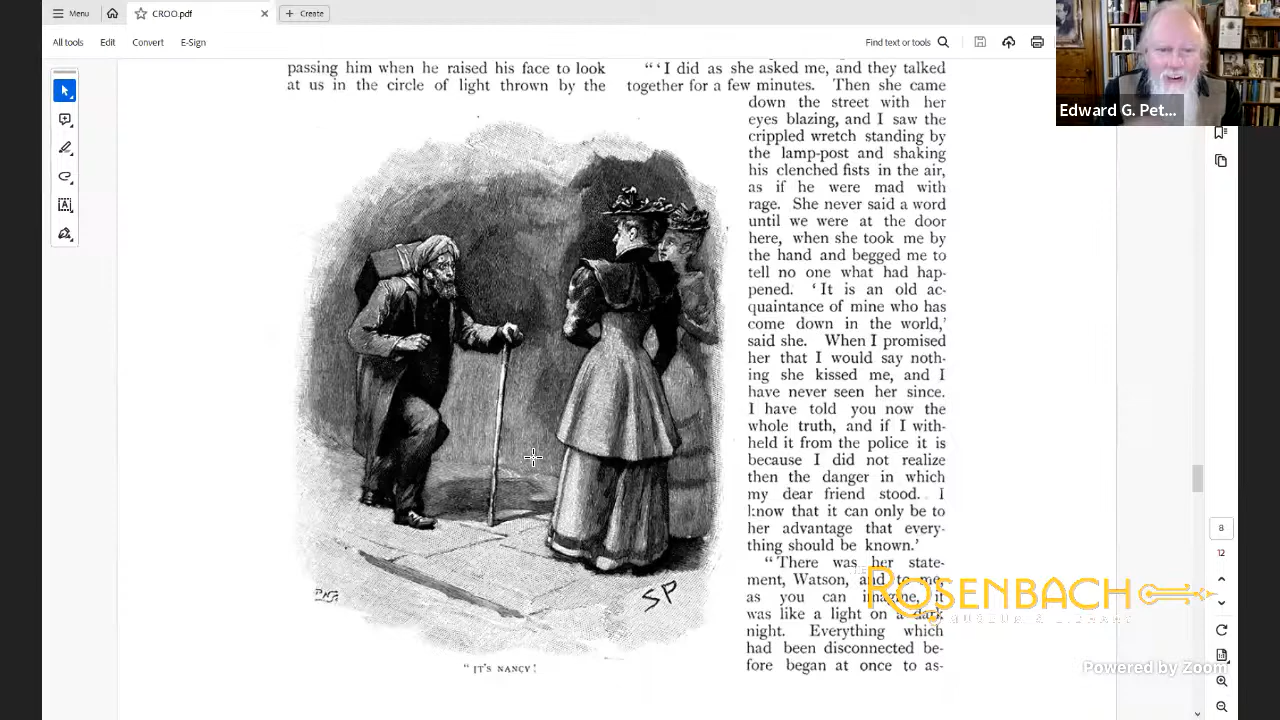 Menu
CROO.pdf
Create
All tools
Edit
Convert
E-Sign
Find text or tools
Edward G. Pet...
passing him when he raised his face to look
at us in the circle of light thrown by the
"'I did as she asked me, and they talked
together for a few minutes. Then she came
down the street with her
eyes blazing, and I saw the
crippled wretch standing by
the lamp-post and shaking
his clenched fists in the air,
as if he were mad with
rage. She never said a word
until we were at the door
here, when she took me by
the hand and begged me to
tell no one what had hap-
pened. 'It is an old ac-
quaintance of mine who has
come down in the world,'
said she. When I promised
her that I would say noth-
ing she kissed me, and I
have never seen her since.
I have told you now the
whole truth, and if I with-
held it from the police it is
because I did not realize
then the danger in which
my dear friend stood. I
know that it can only be to
her advantage that every-
thing should be known.'
"There was her state-
ment, Watson, and to me,
as you can imagine, it
was like a light on a dark
night. Everything which
had been disconnected be-
fore began at once to as-
SP
"IT'S NANCY!
8
12
THE
ROSENBACH
MUSEUM & LIBRARY
Powered by Zoom